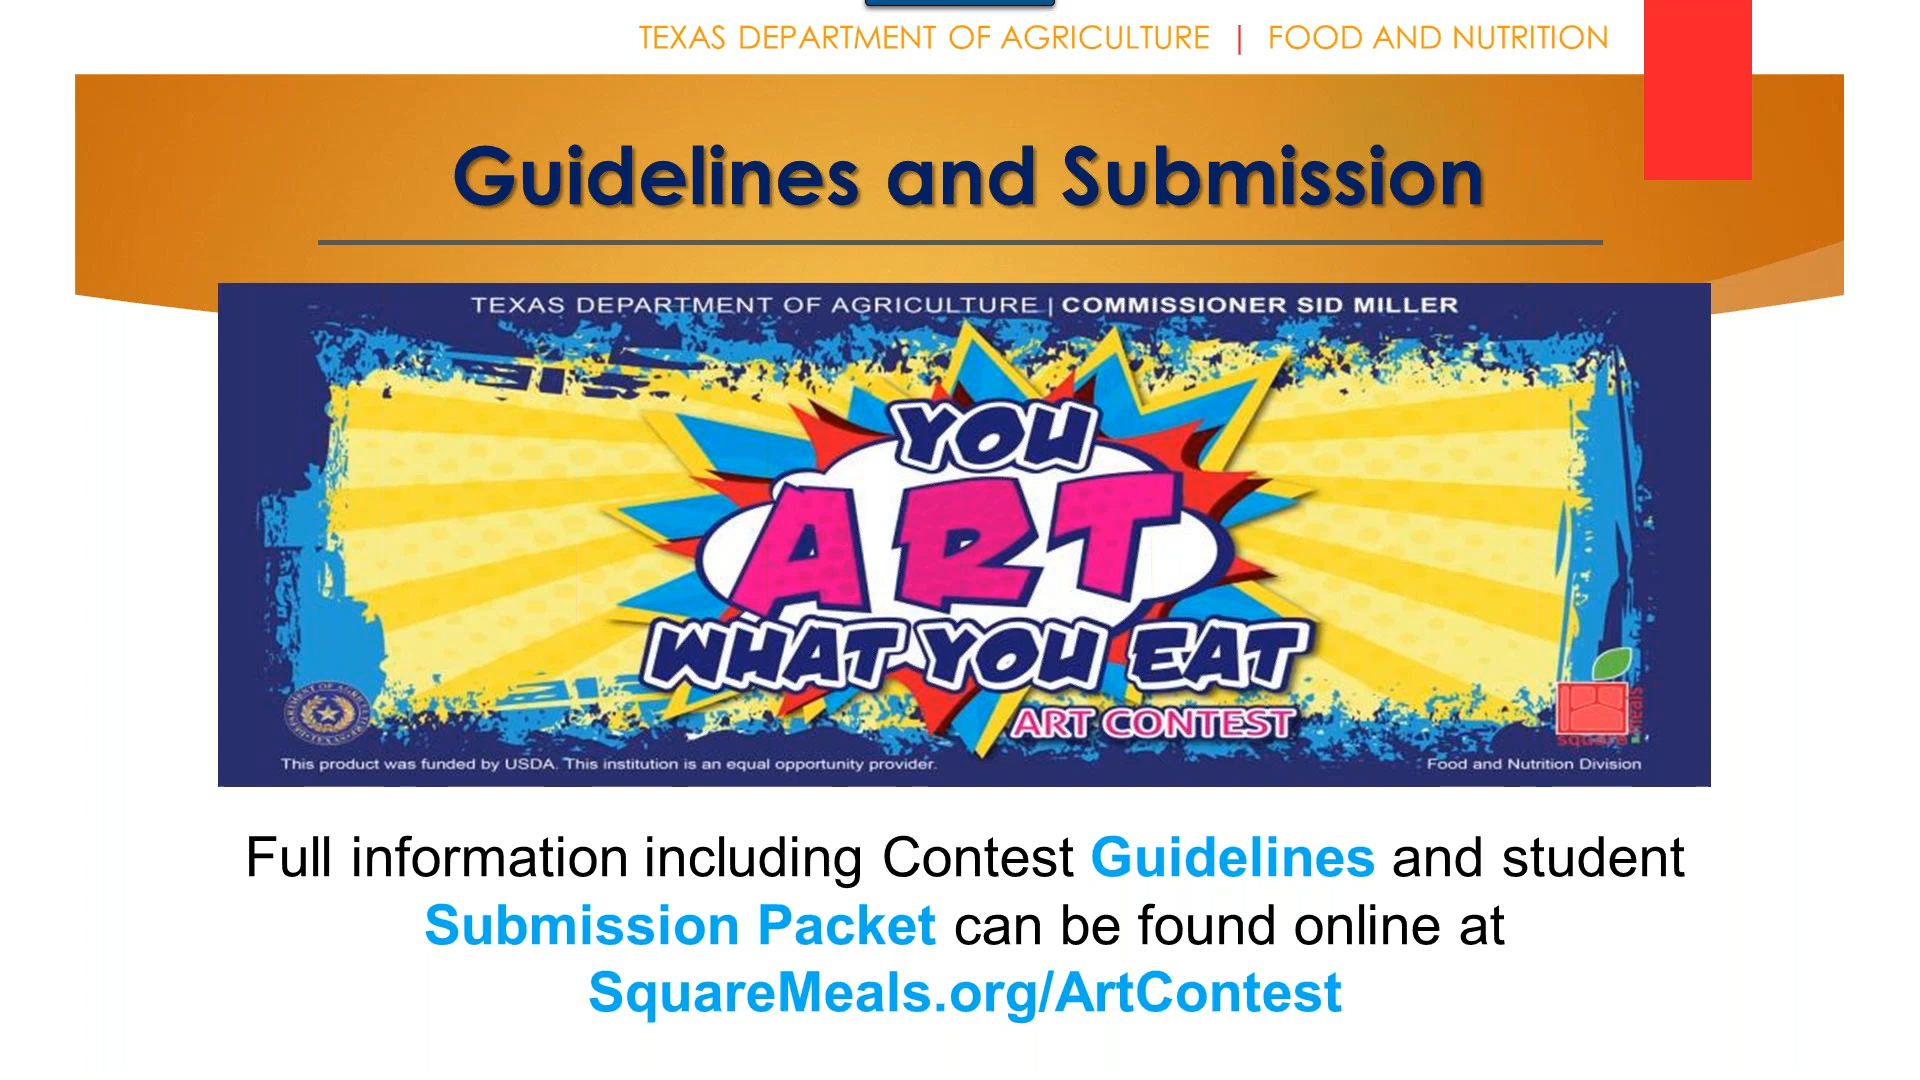 TEXAS DEPARTMENT OF AGRICULTURE | FOOD AND NUTRITION
Guidelines and Submission
TEXAS DEPARTMENT OF AGRICULTURE | COMMISSIONER SID MILLER
YOU
ART
WHAT YOU EAT
ART CONTEST
square
meals
This product was funded by USDA. This institution is an equal opportunity provider.
Food and Nutrition Division
Full information including Contest Guidelines and student
Submission Packet can be found online at
SquareMeals.org/ArtContest